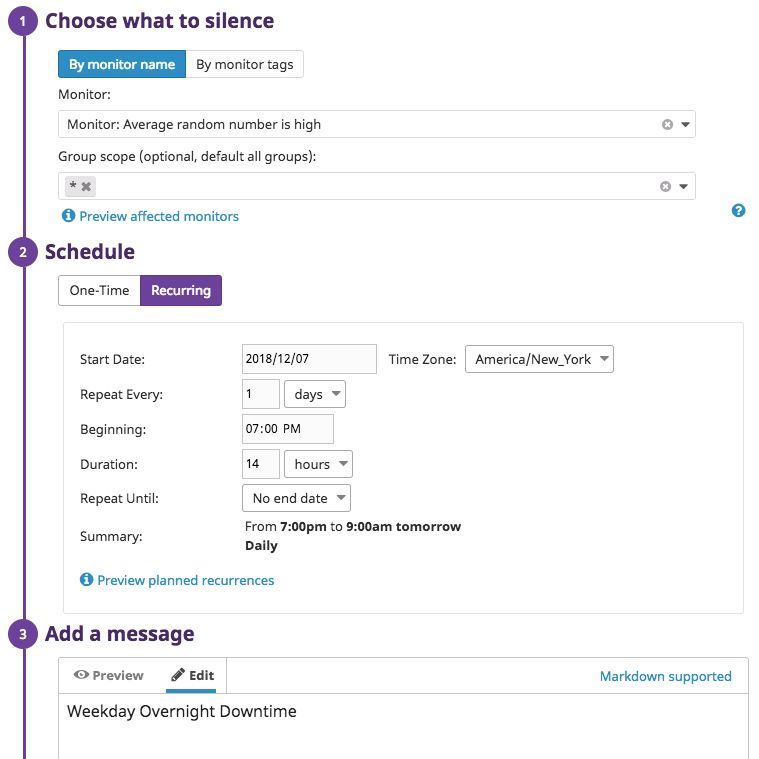 1 Choose what to silence
By monitor name By monitor tags
Monitor:
Monitor: Average random number is high
Group scope (optional, default all groups):
*
Preview affected monitors
2 Schedule
One-Time Recurring
Start Date: 2018/12/07 Time Zone: America/New_York
Repeat Every: 1 days
Beginning: 07:00 PM
Duration: 14 hours
Repeat Until: No end date
Summary: From 7:00pm to 9:00am tomorrow
Daily
Preview planned recurrences
3 Add a message
Preview Edit Markdown supported
Weekday Overnight Downtime